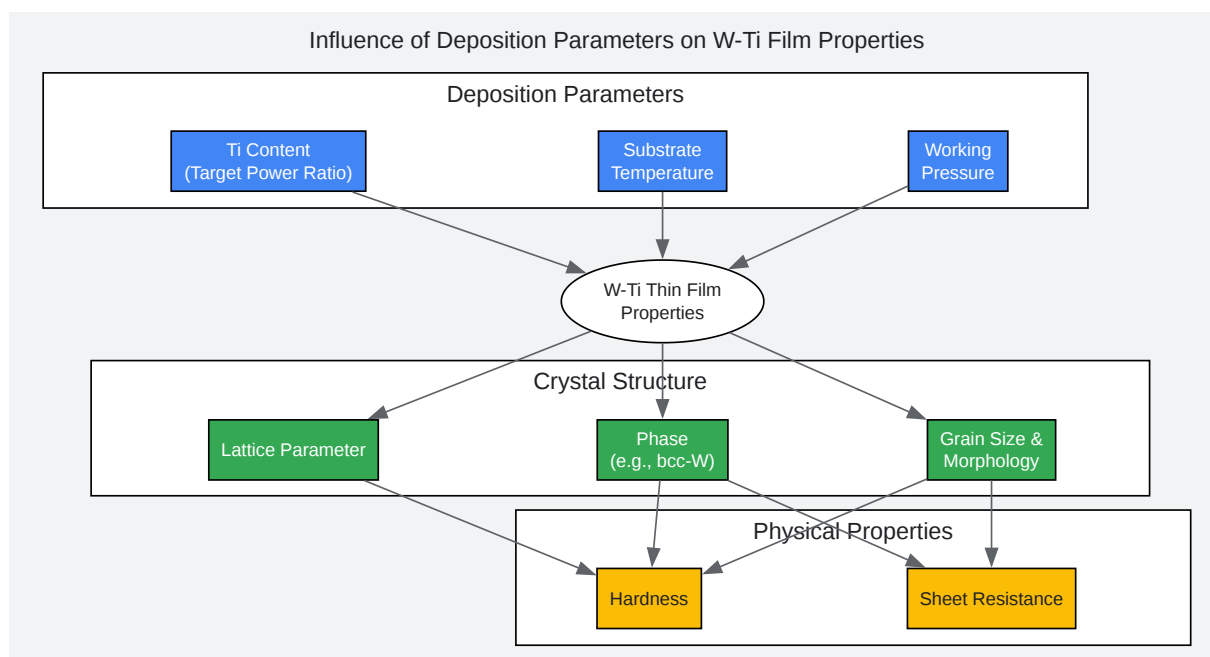 Influence of Deposition Parameters on W-Ti Film Properties
Deposition Parameters
Ti Content
(Target Power Ratio)
Substrate
Temperature
Working
Pressure
W-Ti Thin Film
Properties
Crystal Structure
Lattice Parameter
Phase
(e.g., bcc-W)
Grain Size &
Morphology
Physical Properties
Hardness
Sheet Resistance